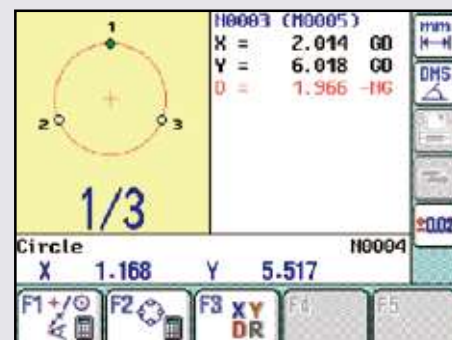 1
2
3
1/3
N0003 (M0005)
X = 2.014 GO
Y = 6.018 GO
D = 1.966 -NG
mm
DMS
±0.02
Circle N0004
X 1.168 Y 5.517
F1 +/
F2
F3 XY
DR
F4
F5